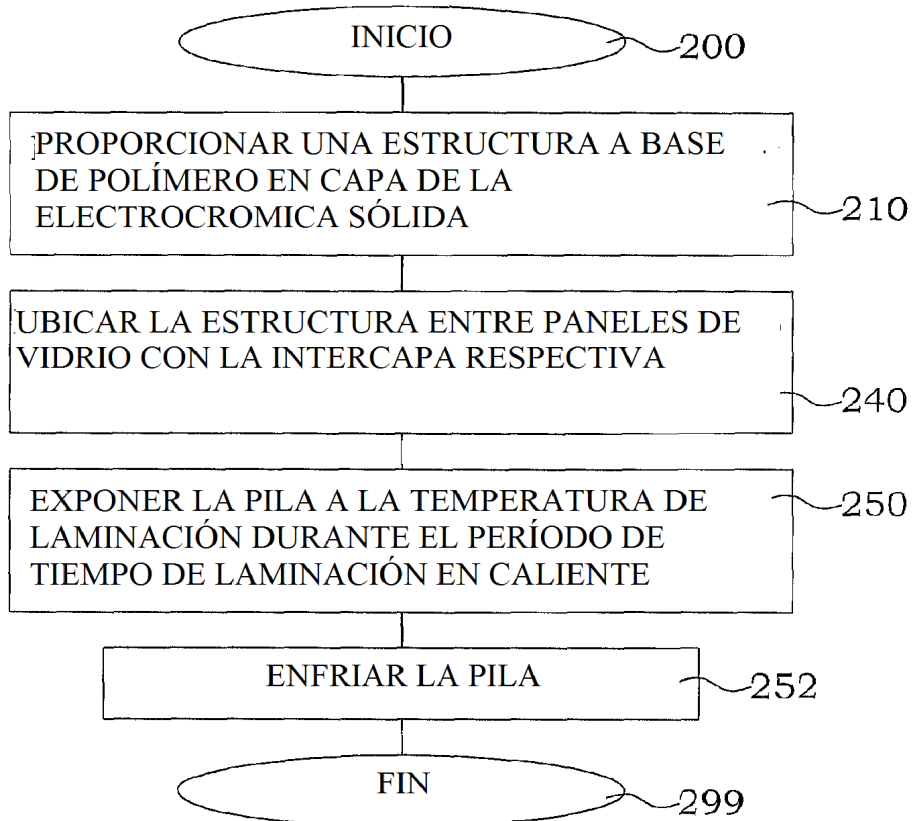 INICIO
200
PROPORCIONAR UNA ESTRUCTURA A BASE
DE POLÍMERO EN CAPA DE LA
ELECTROCROMICA SÓLIDA
210
UBICAR LA ESTRUCTURA ENTRE PANELES DE
VIDRIO CON LA INTERCAPA RESPECTIVA
240
EXPONER LA PILA A LA TEMPERATURA DE
LAMINACIÓN DURANTE EL PERÍODO DE
TIEMPO DE LAMINACIÓN EN CALIENTE
250
ENFRIAR LA PILA
252
FIN
299